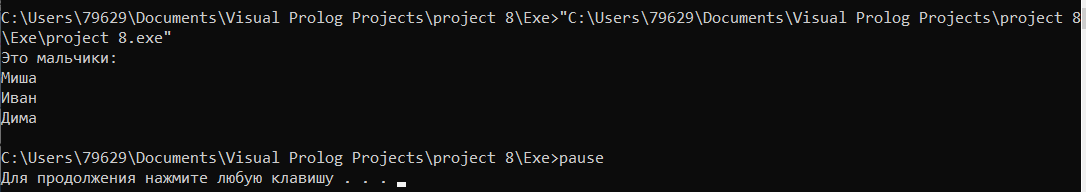 C:\Users\79629\Documents\Visual Prolog Projects\project 8\Exe>"C:\Users\79629\Documents\Visual Prolog Projects\project 8
\Exe\project 8.exe"
Это мальчики:
Миша
Иван
Дима
C:\Users\79629\Documents\Visual Prolog Projects\project 8\Exe>pause
Для продолжения нажмите любую клавишу . . .